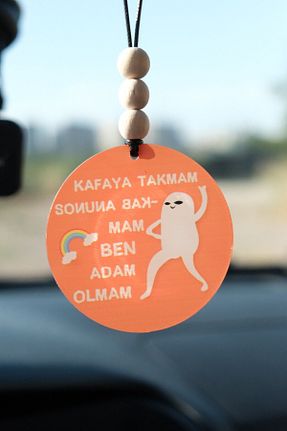 KAFAYA TAKMAM
SONUNA BAK-
MAM
BEN
ADAM
OLMAM